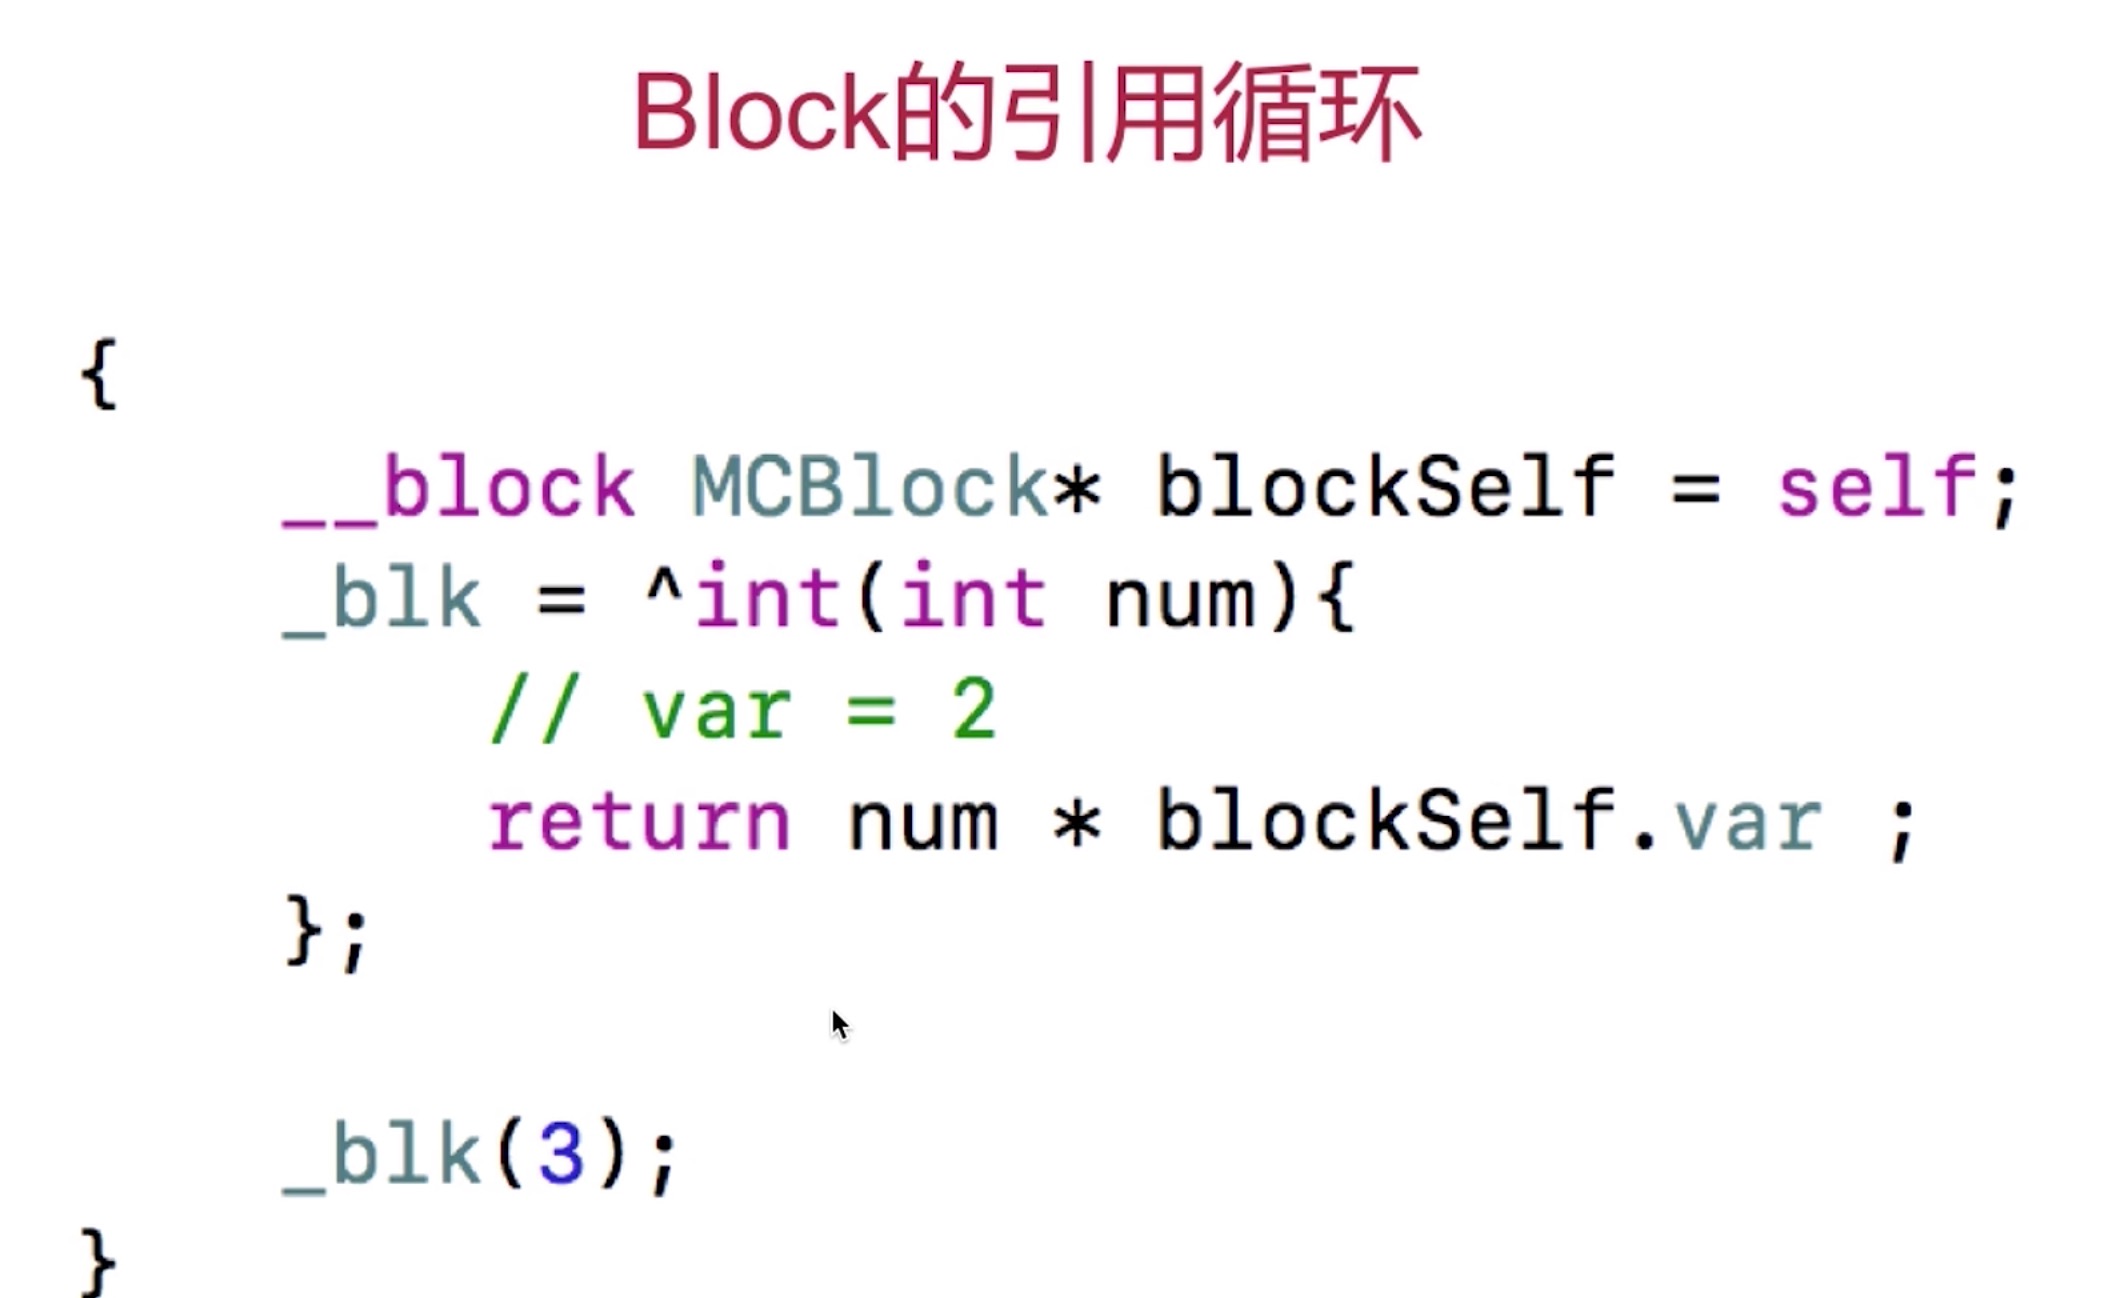 Block的引用循环
{
    __block MCBlock* blockSelf = self;
    _blk = ^int(int num){
        // var = 2
        return num * blockSelf.var ;
    };
    _blk(3);
}